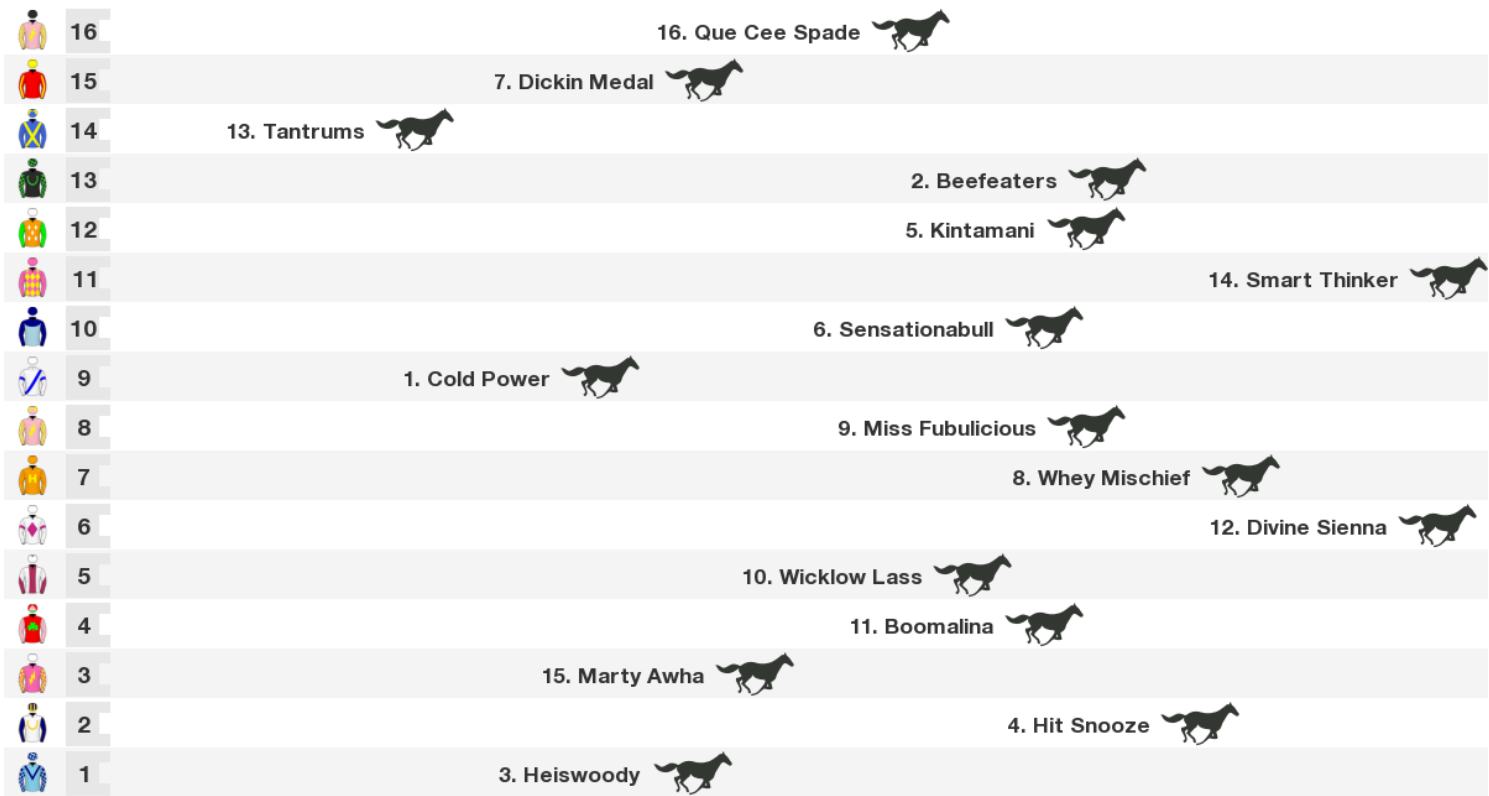 16 16. Que Cee Spade
15 7. Dickin Medal
14 13. Tantrums
13 2. Beefeaters
12 5. Kintamani
11 14. Smart Thinker
10 6. Sensationabull
9 1. Cold Power
8 9. Miss Fubulicious
7 8. Whey Mischief
6 12. Divine Sienna
5 10. Wicklow Lass
4 11. Boomalina
3 15. Marty Awha
2 4. Hit Snooze
1 3. Heiswoody